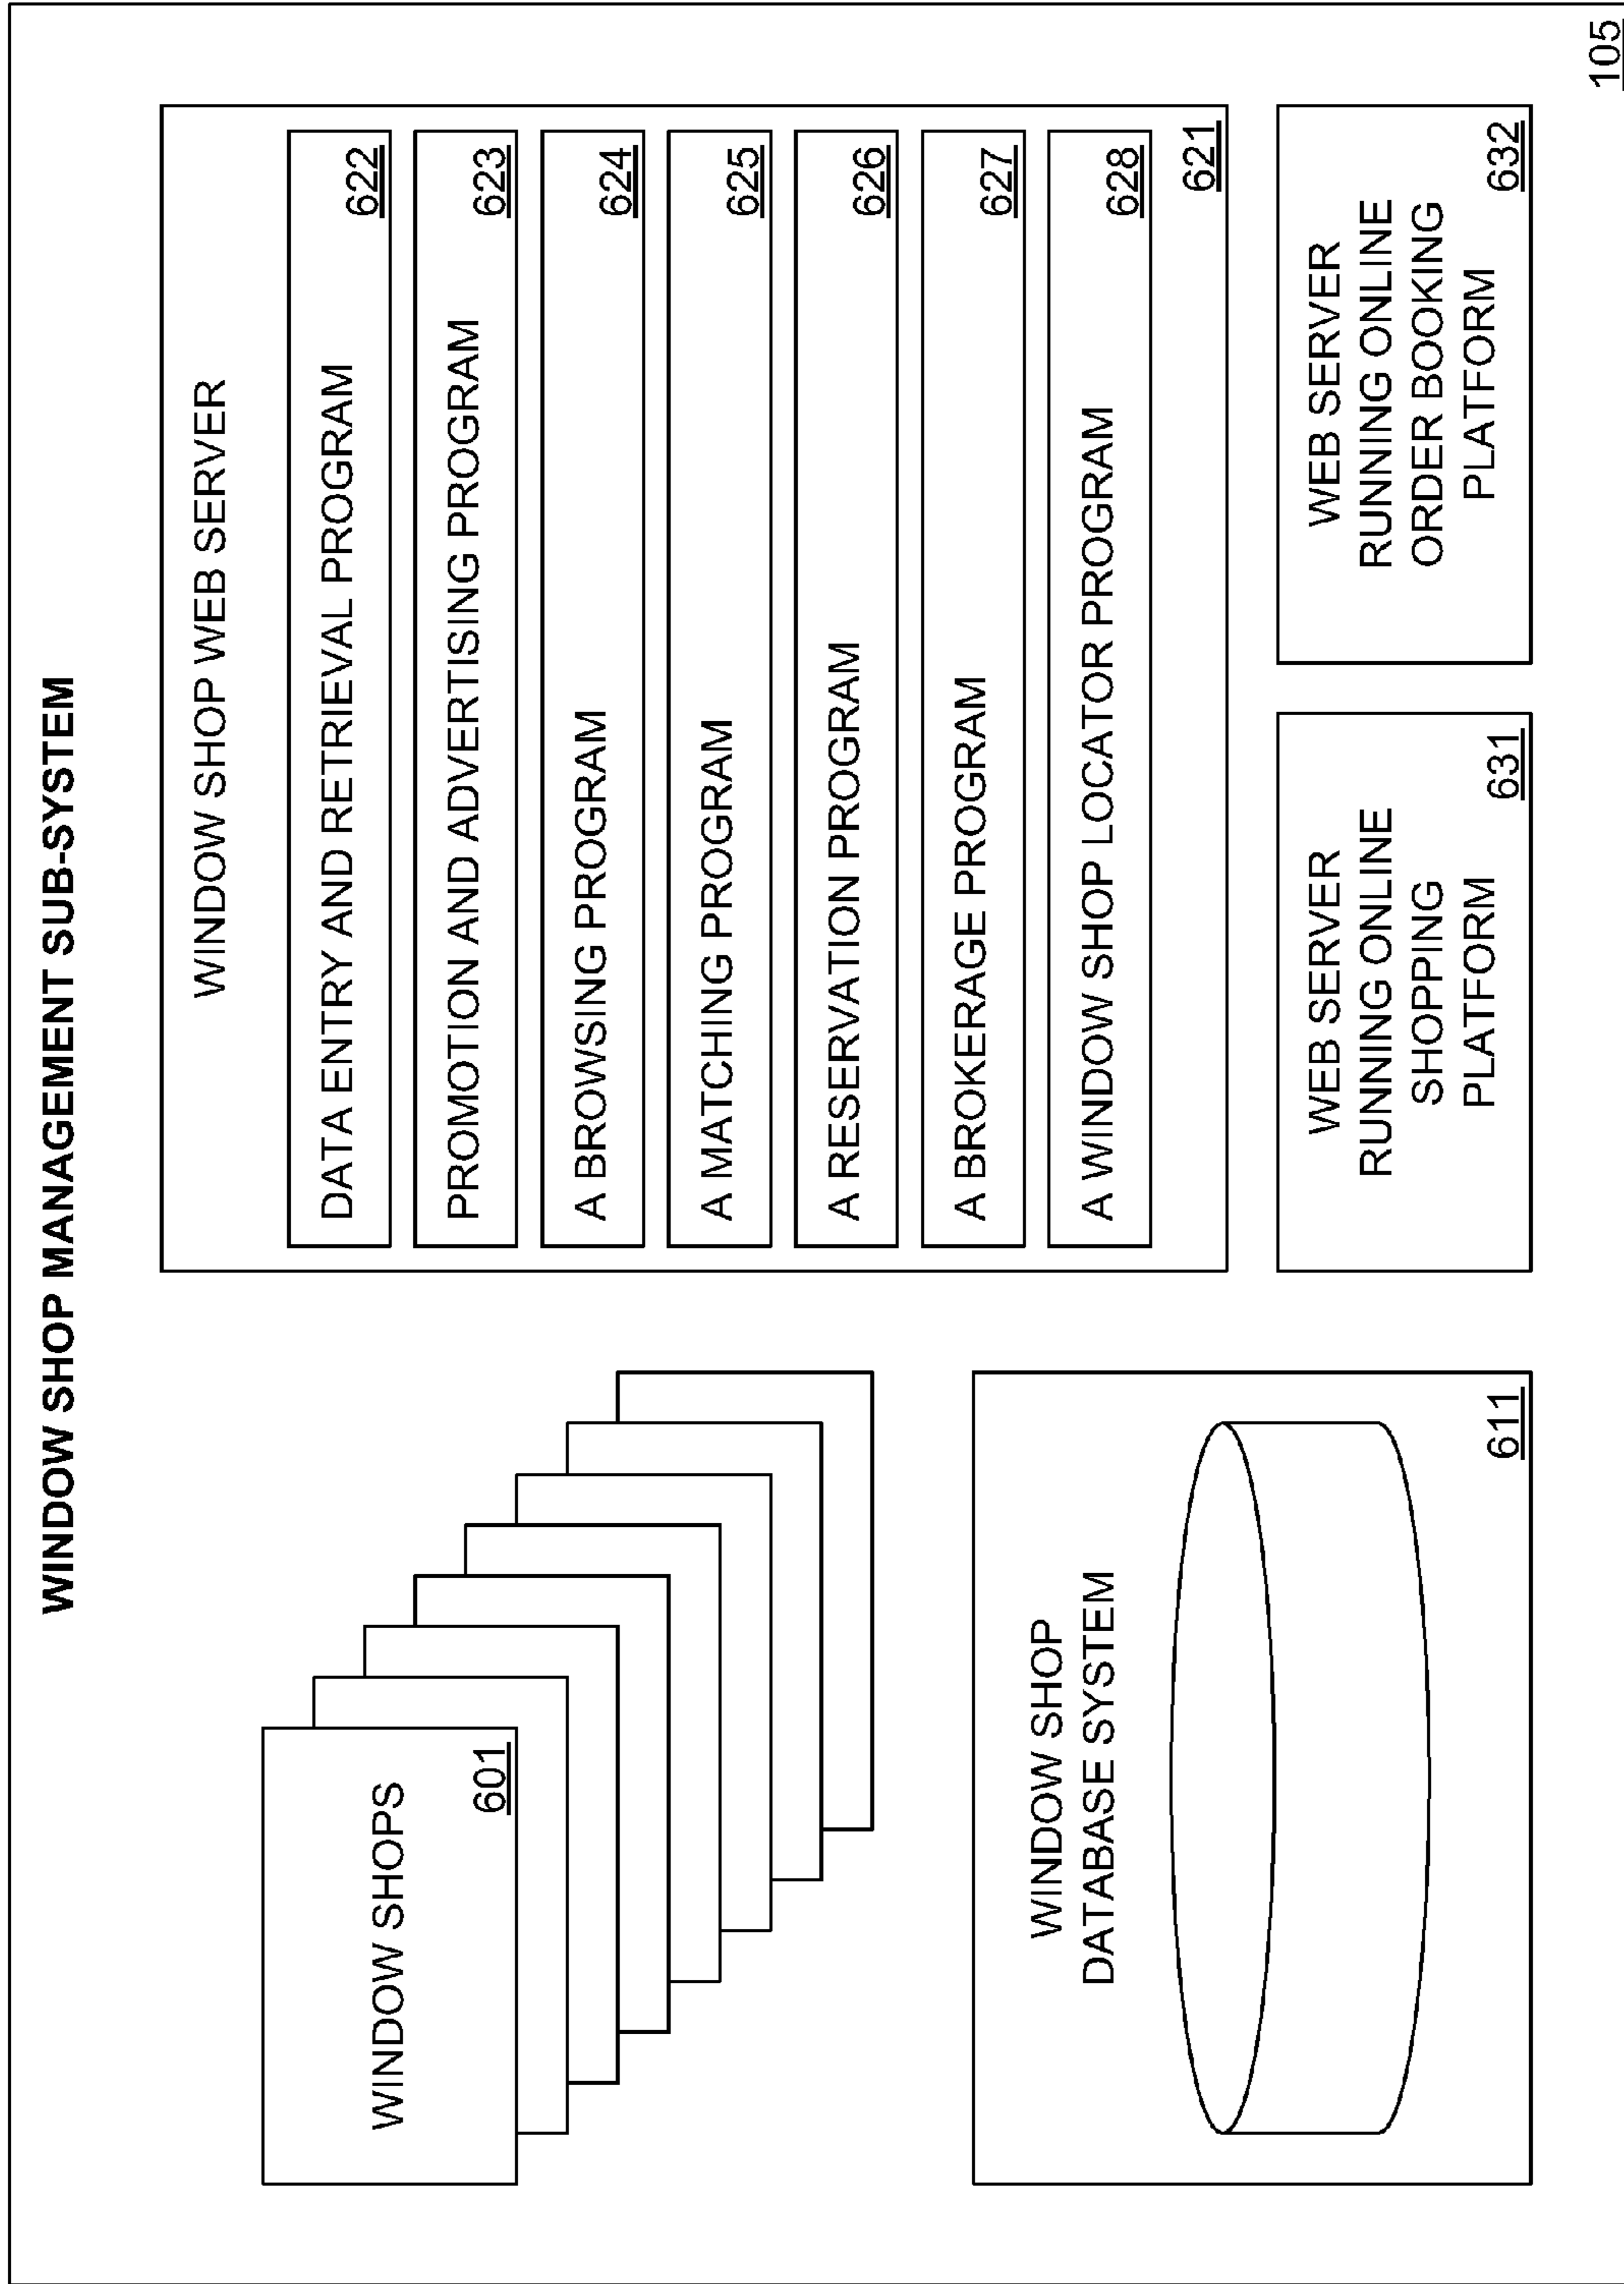 WINDOW SHOP MANAGEMENT SUB-SYSTEM
WINDOW SHOPS
601
WINDOW SHOP
DATABASE SYSTEM
611
WINDOW SHOP WEB SERVER
DATA ENTRY AND RETRIEVAL PROGRAM
622
PROMOTION AND ADVERTISING PROGRAM
623
A BROWSING PROGRAM
624
A MATCHING PROGRAM
625
A RESERVATION PROGRAM
626
A BROKERAGE PROGRAM
627
A WINDOW SHOP LOCATOR PROGRAM
628
621
WEB SERVER
RUNNING ONLINE
SHOPPING
PLATFORM
631
WEB SERVER
RUNNING ONLINE
ORDER BOOKING
PLATFORM
632
105